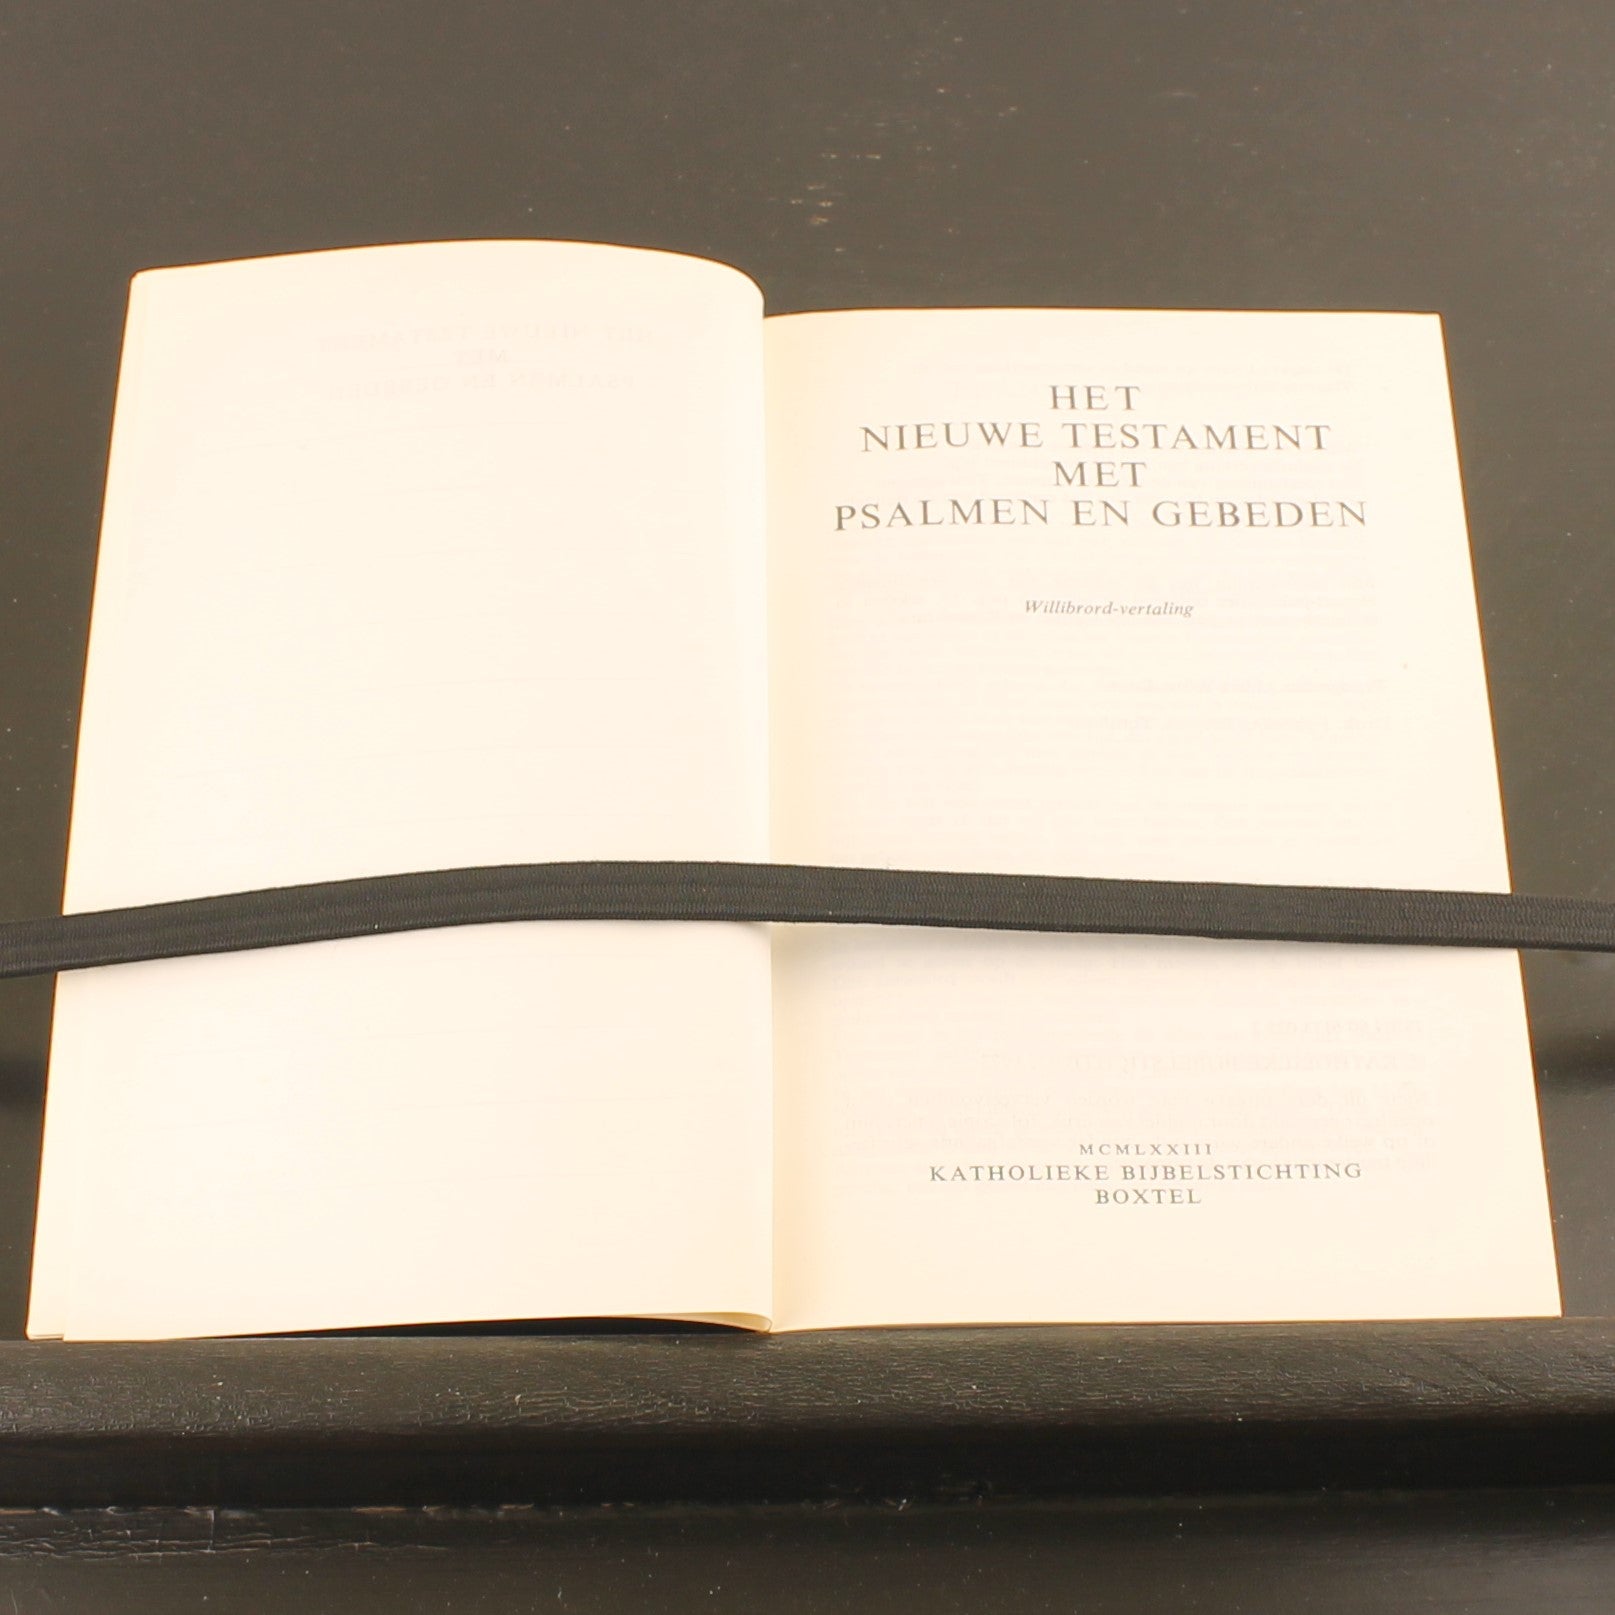 HET
NIEUWE TESTAMENT
MET
PSALMEN EN GEBEDEN
Willibrord-vertaling
MCMLXXIII
KATHOLIEKE BIJBELSTICHTING
BOXTEL